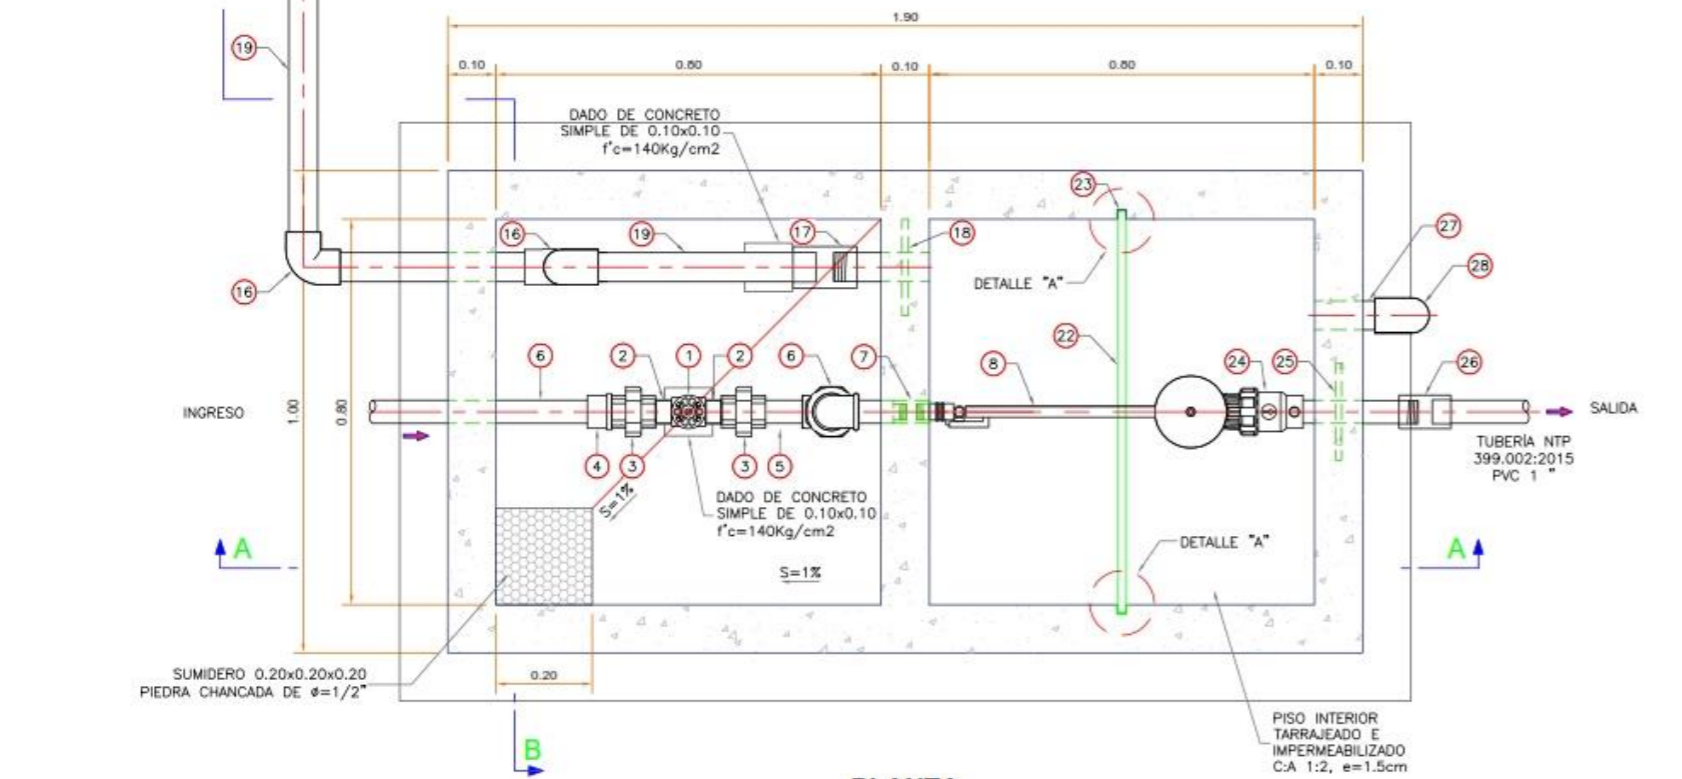 1.90
0.10
0.80
0.10
0.80
0.10
19
DADO DE CONCRETO
SIMPLE DE 0.10x0.10
f'c=140Kg/cm2
23
16
19
17
18
27
28
16
DETALLE "A"
22
6
2
1
2
6
7
8
24
25
26
INGRESO
1.00
0.80
SALIDA
TUBERÍA NTP
399.002:2015
PVC 1 "
4
3
3
5
S=1%
DADO DE CONCRETO
SIMPLE DE 0.10x0.10
f'c=140Kg/cm2
A
DETALLE "A"
A
S=1%
SUMIDERO 0.20x0.20x0.20
PIEDRA CHANCADA DE ø=1/2"
0.20
B
PISO INTERIOR
TARRAJEADO E
IMPERMEABILIZADO
C:A 1:2, e=1.5cm